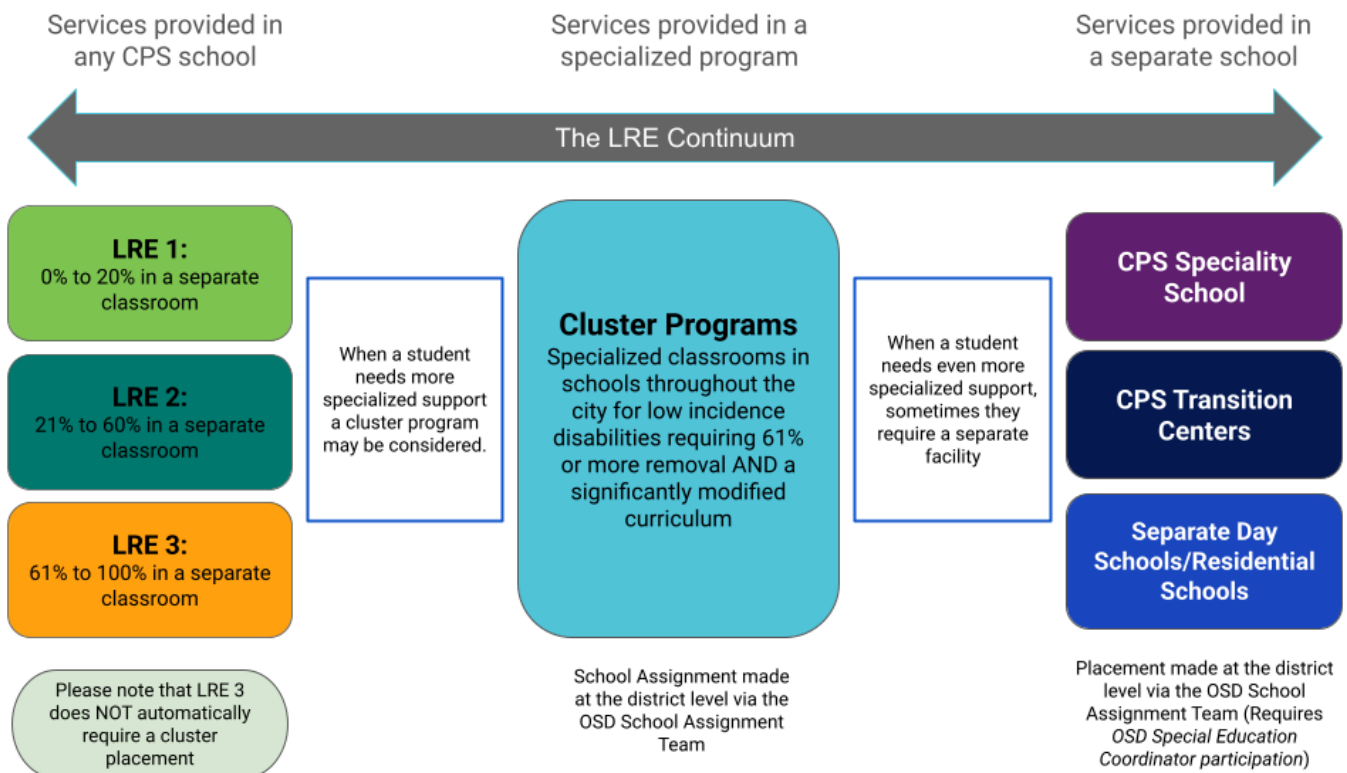 Services provided in
any CPS school
Services provided in a
specialized program
Services provided in
a separate school
The LRE Continuum
LRE 1:
0% to 20% in a separate
classroom
LRE 2:
21% to 60% in a separate
classroom
LRE 3:
61% to 100% in a separate
classroom
Please note that LRE 3
does NOT automatically
require a cluster
placement
When a student
needs more
specialized support
a cluster program
may be considered.
Cluster Programs
Specialized classrooms in
schools throughout the
city for low incidence
disabilities requiring 61%
or more removal AND a
significantly modified
curriculum
School Assignment made
at the district level via the
OSD School Assignment
Team
When a student
needs even more
specialized support,
sometimes they
require a separate
facility
CPS Speciality
School
CPS Transition
Centers
Separate Day
Schools/Residential
Schools
Placement made at the district
level via the OSD School
Assignment Team (Requires
OSD Special Education
Coordinator participation)